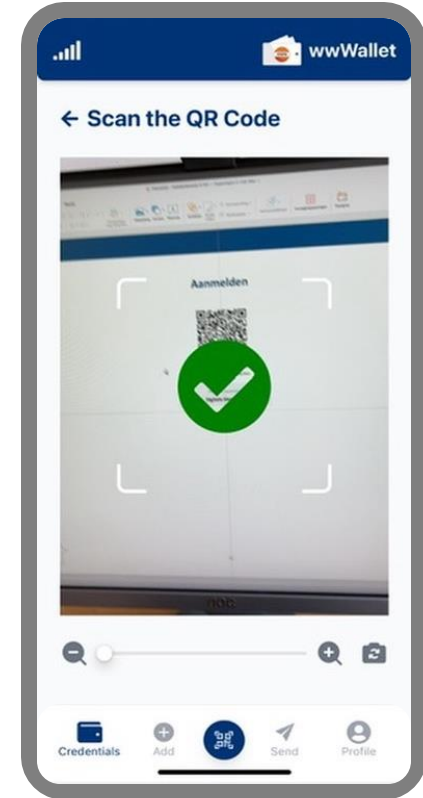 wwWallet
← Scan the QR Code
Aanmelden
Credentials
Add
Send
Profile